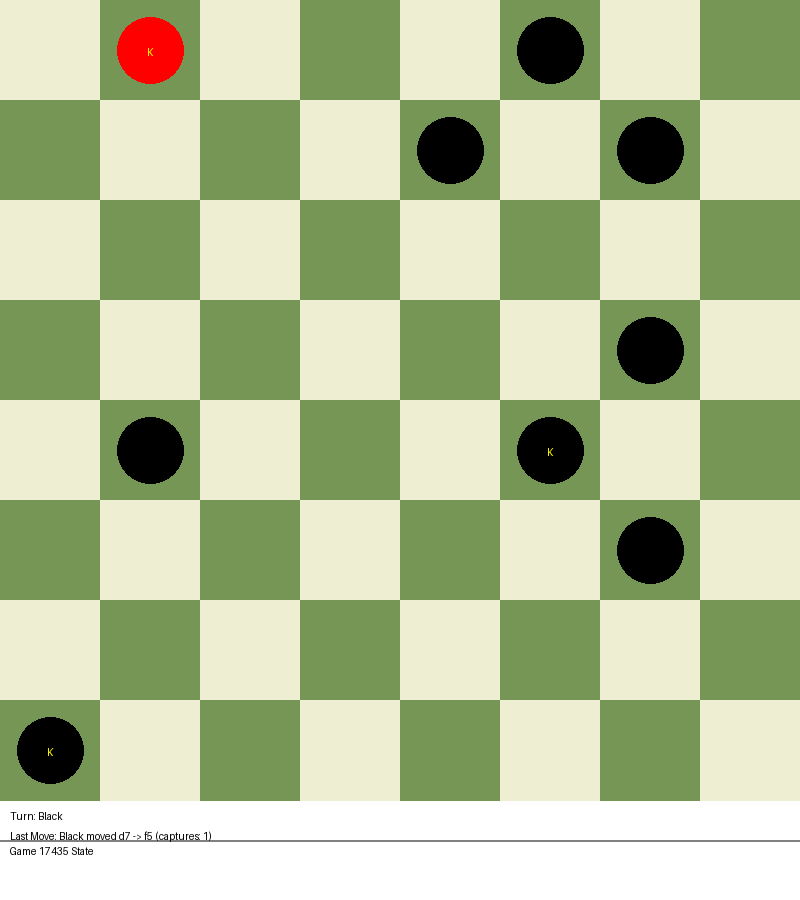 K
K
K
Turn: Black
Last Move: Black moved d7 -> f5 (captures: 1)
Game 17435 State